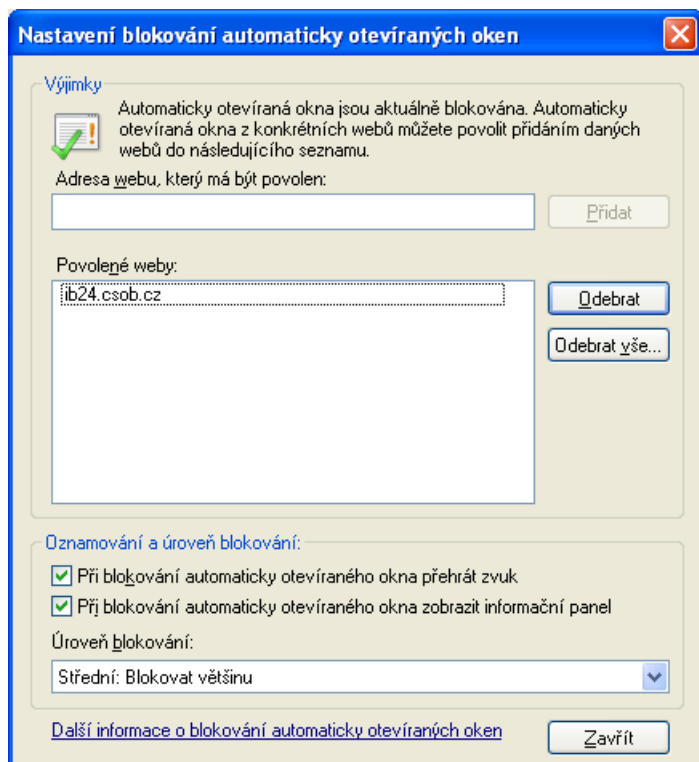 Nastavení blokování automaticky otevíraných oken
Výjimky
Automaticky otevíraná okna jsou aktuálně blokována. Automaticky
otevíraná okna z konkrétních webů můžete povolit přidáním daných
webů do následujícího seznamu.
Adresa webu, který má být povolen:
Přidat
Povolené weby:
ib24.csob.cz
Odebrat
Odebrat vše...
Oznamování a úroveň blokování:
Při blokování automaticky otevíraného okna přehrát zvuk
Při blokování automaticky otevíraného okna zobrazit informační panel
Úroveň blokování:
Střední: Blokovat většinu
Další informace o blokování automaticky otevíraných oken
Zavřít